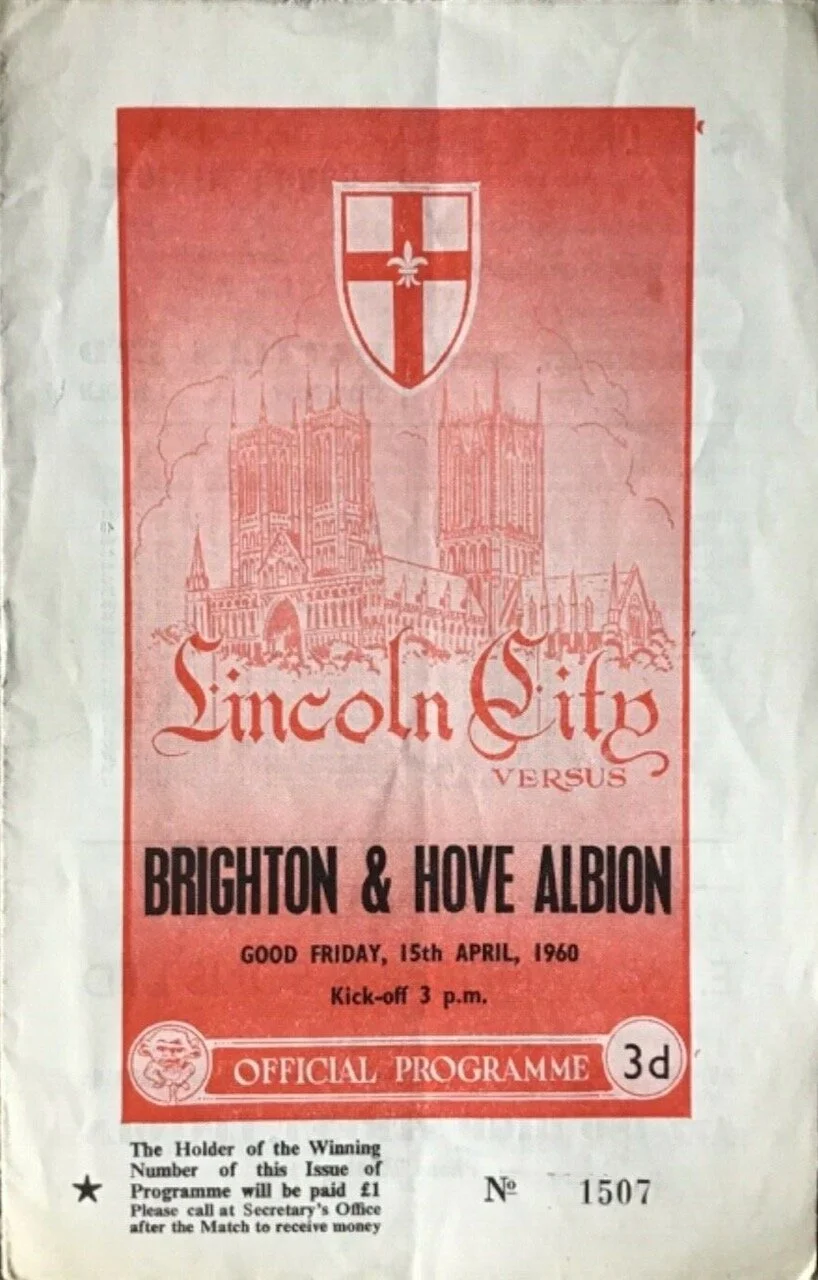 Lincoln City
VERSUS
BRIGHTON & HOVE ALBION
GOOD FRIDAY, 15th APRIL, 1960
Kick-off 3 p.m.
OFFICIAL PROGRAMME
3d
The Holder of the Winning
Number of this Issue of
★ Programme will be paid £1
Please call at Secretary's Office
after the Match to receive money
Nº 1507